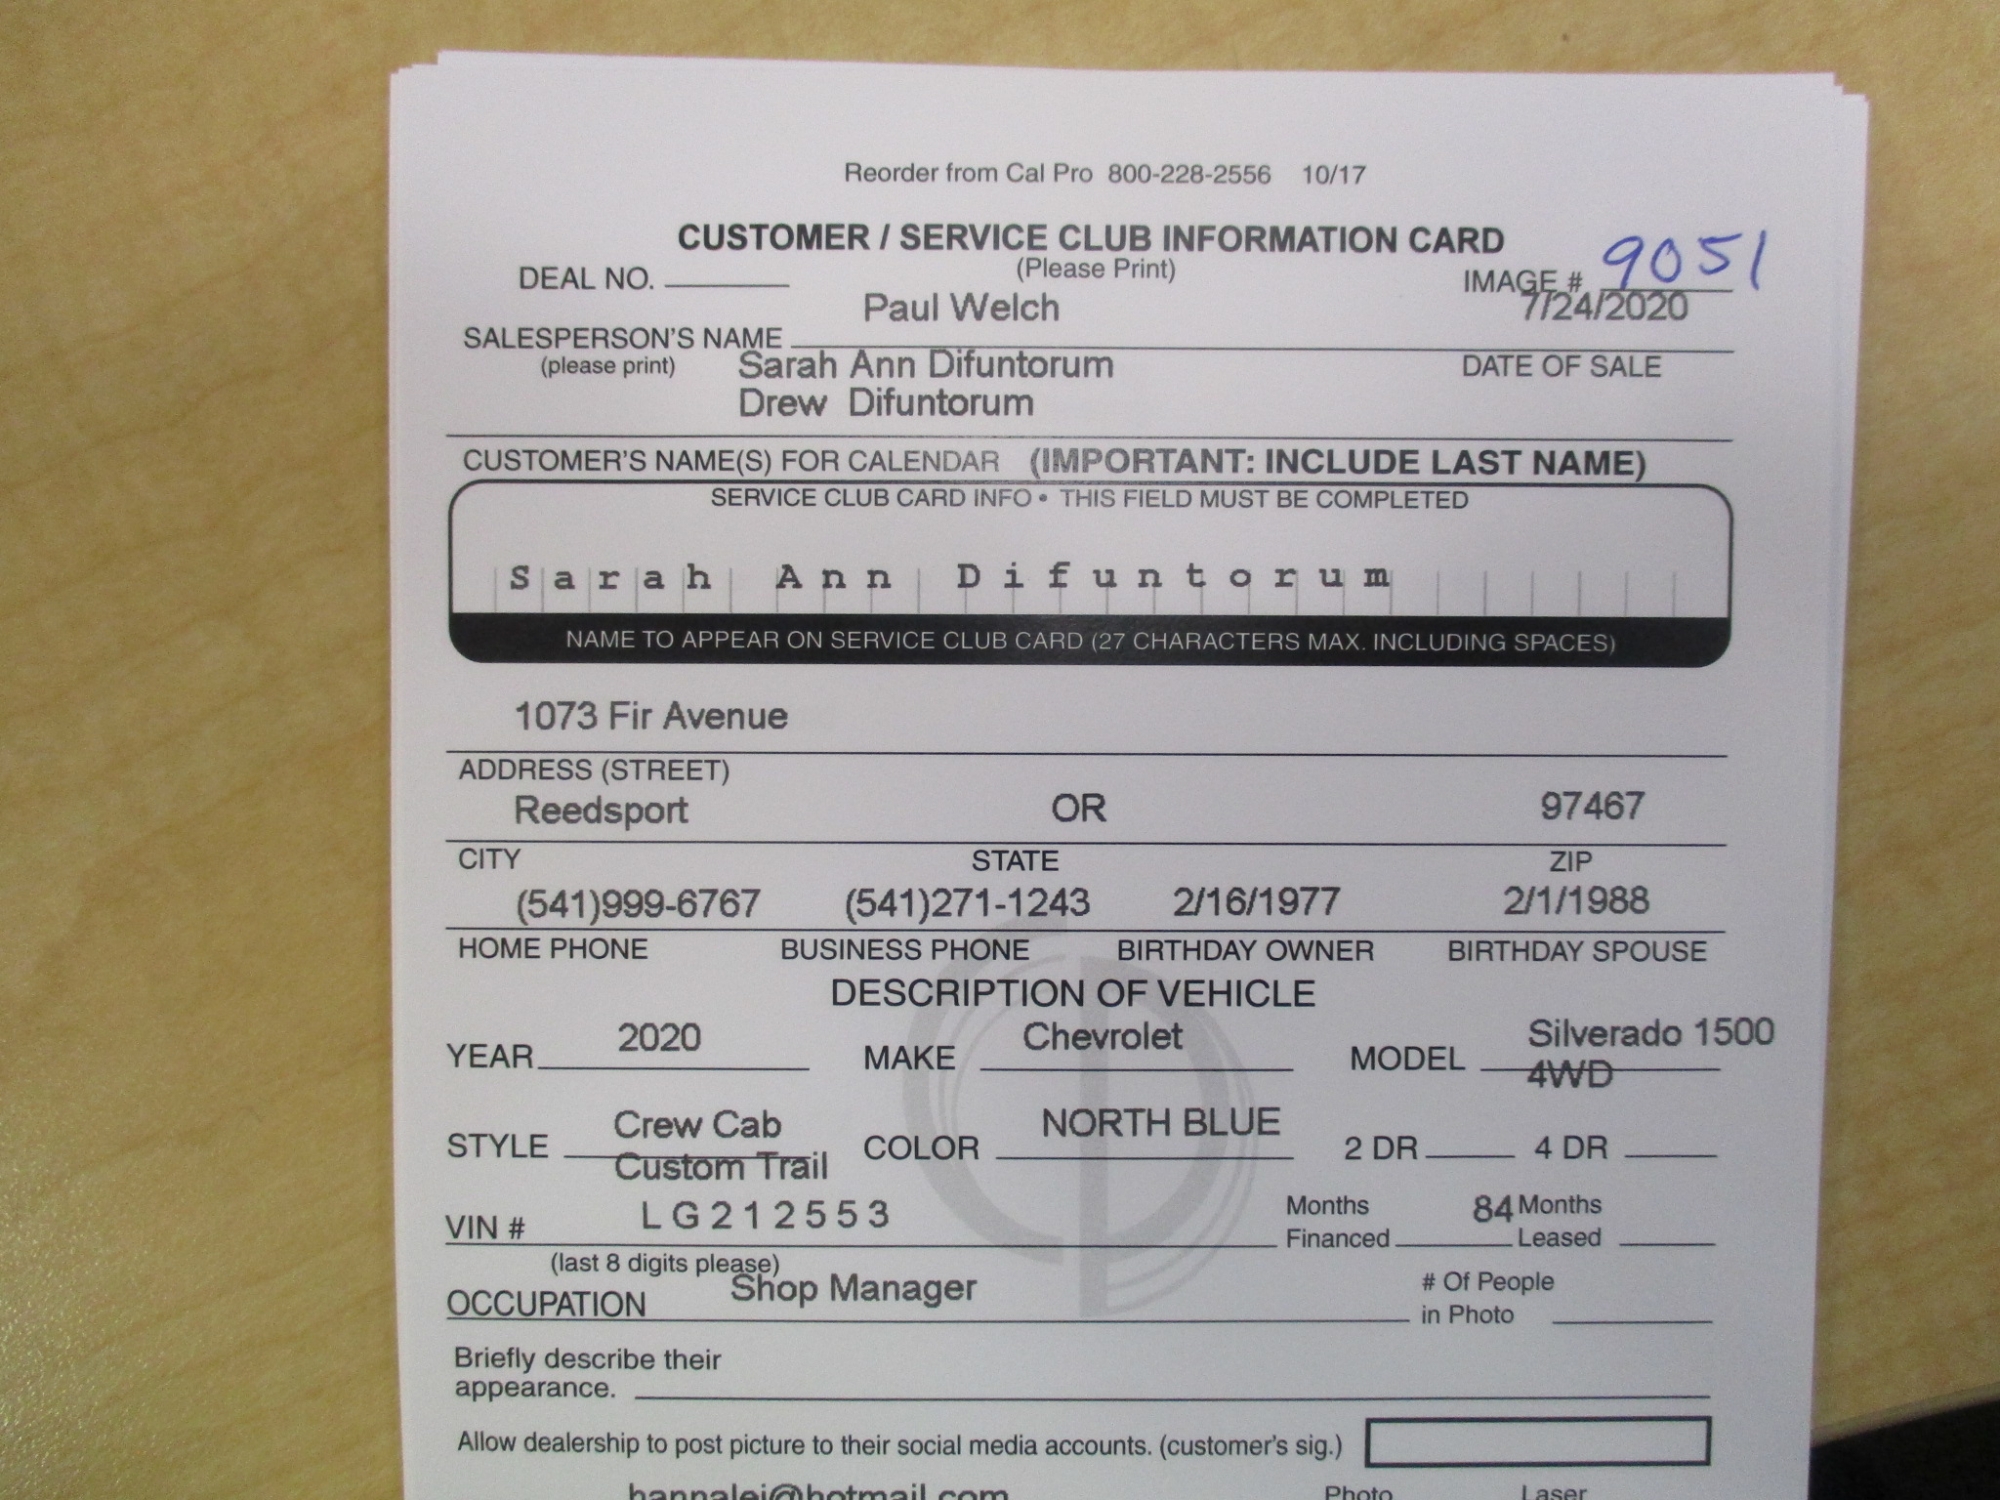 Reorder from Cal Pro 800-228-2556 10/17
CUSTOMER / SERVICE CLUB INFORMATION CARD
(Please Print)
DEAL NO.
IMAGE # 9051
Paul Welch
7/24/2020
SALESPERSON'S NAME
(please print)
DATE OF SALE
Sarah Ann Difuntorum
Drew Difuntorum
CUSTOMER'S NAME(S) FOR CALENDAR (IMPORTANT: INCLUDE LAST NAME)
SERVICE CLUB CARD INFO • THIS FIELD MUST BE COMPLETED
Sarah Ann Difuntorum
NAME TO APPEAR ON SERVICE CLUB CARD (27 CHARACTERS MAX. INCLUDING SPACES)
1073 Fir Avenue
ADDRESS (STREET)
Reedsport OR 97467
CITY STATE ZIP
(541)999-6767 (541)271-1243 2/16/1977 2/1/1988
HOME PHONE BUSINESS PHONE BIRTHDAY OWNER BIRTHDAY SPOUSE
DESCRIPTION OF VEHICLE
YEAR 2020 MAKE Chevrolet MODEL Silverado 1500
4WD
STYLE Crew Cab COLOR NORTH BLUE 2 DR 4 DR
Custom Trail
VIN # LG212553
(last 8 digits please)
Months 84 Months
Financed Leased
OCCUPATION Shop Manager
# Of People
in Photo
Briefly describe their
appearance.
Allow dealership to post picture to their social media accounts. (customer's sig.)
hannalei@hotmail.com
Photo Laser